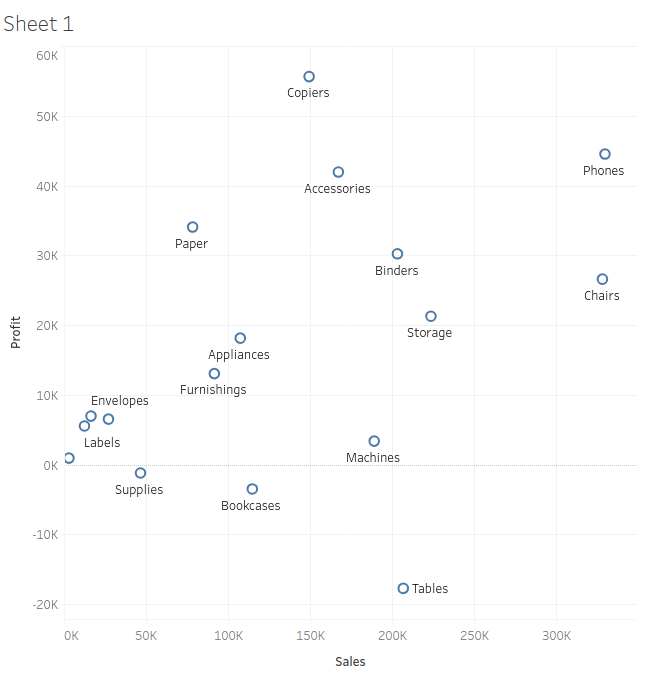 Sheet 1
60K
Copiers
50K
Phones
40K
Accessories
Paper
30K
Binders
Chairs
20K
Storage
Appliances
Furnishings
10K
Envelopes
Labels
Machines
0K
Supplies
Bookcases
-10K
Tables
-20K
Profit
0K 50K 100K 150K 200K 250K 300K
Sales